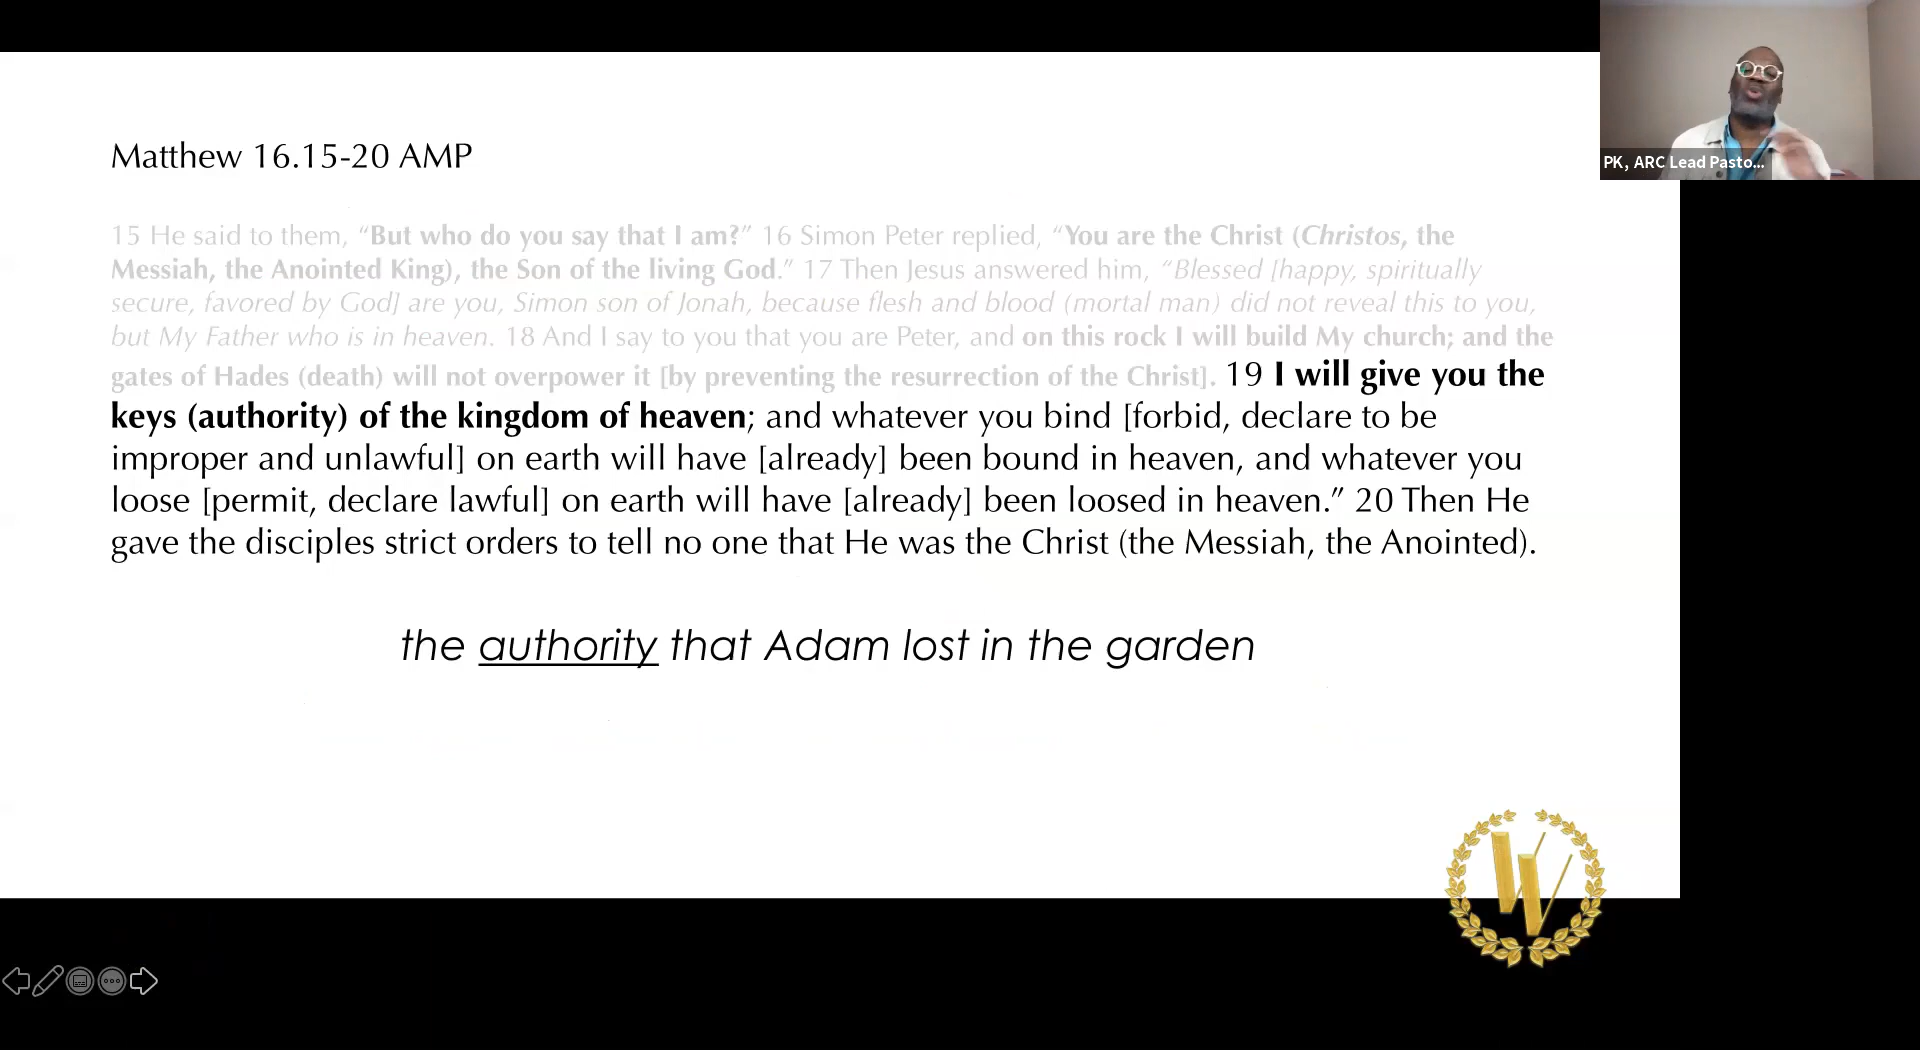 Matthew 16.15-20 AMP
15 He said to them, “But who do you say that I am?” 16 Simon Peter replied, “You are the Christ (Christos, the
Messiah, the Anointed King), the Son of the living God.” 17 Then Jesus answered him, “Blessed [happy, spiritually
secure, favored by God] are you, Simon son of Jonah, because flesh and blood (mortal man) did not reveal this to you,
but My Father who is in heaven. 18 And I say to you that you are Peter, and on this rock I will build My church; and the
gates of Hades (death) will not overpower it [by preventing the resurrection of the Christ]. 19 I will give you the
keys (authority) of the kingdom of heaven; and whatever you bind [forbid, declare to be
improper and unlawful] on earth will have [already] been bound in heaven, and whatever you
loose [permit, declare lawful] on earth will have [already] been loosed in heaven.” 20 Then He
gave the disciples strict orders to tell no one that He was the Christ (the Messiah, the Anointed).
the authority that Adam lost in the garden
PK, ARC Lead Pasto...
W